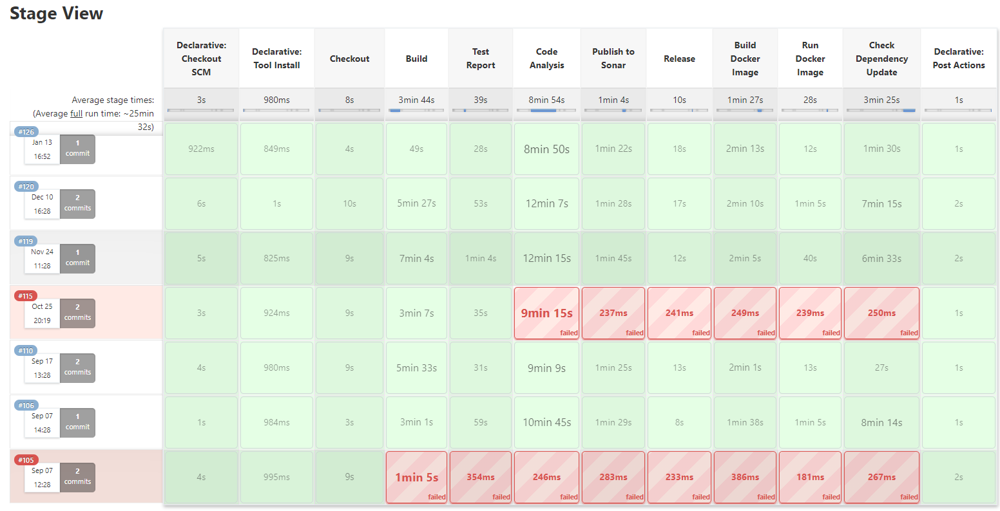 Stage View
Declarative:
Checkout
SCM
Declarative:
Tool Install
Checkout
Build
Test
Report
Code
Analysis
Publish to
Sonar
Release
Build
Docker
Image
Run
Docker
Image
Check
Dependency
Update
Declarative:
Post Actions
Average stage times:
(Average full run time: ~25min
32s)
3s
980ms
8s
3min 44s
39s
8min 54s
1min 4s
10s
1min 27s
28s
3min 25s
1s
#126
Jan 13
16:52
1
commit
922ms
849ms
4s
49s
28s
8min 50s
1min 22s
18s
2min 13s
12s
1min 30s
1s
#120
Dec 10
16:28
2
commits
6s
1s
10s
5min 27s
53s
12min 7s
1min 28s
17s
2min 10s
1min 5s
7min 15s
2s
#119
Nov 24
11:28
1
commit
5s
825ms
9s
7min 4s
1min 4s
12min 15s
1min 45s
12s
2min 5s
40s
6min 33s
2s
#115
Oct 25
20:19
2
commits
3s
924ms
9s
3min 7s
35s
9min 15s
failed
237ms
failed
241ms
failed
249ms
failed
239ms
failed
250ms
failed
1s
#110
Sep 17
13:28
2
commits
4s
980ms
9s
5min 33s
31s
9min 9s
1min 25s
13s
2min 1s
13s
27s
1s
#106
Sep 07
14:28
1
commit
1s
984ms
3s
3min 1s
59s
10min 45s
1min 29s
8s
1min 38s
1min 5s
8min 14s
1s
#105
Sep 07
12:28
2
commits
4s
995ms
9s
1min 5s
failed
354ms
failed
246ms
failed
283ms
failed
233ms
failed
386ms
failed
181ms
failed
267ms
failed
2s